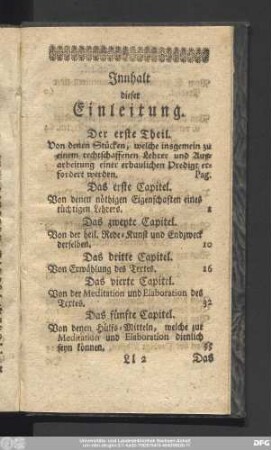 Innhalt
dieser
Einleitung.
Der erste Theil.
Von denen Stücken, welche insgemein zu
einem rechtschaffenen Lehrer und Aus-
arbeitung einer erbaulichen Predigt er-
fordert werden. Pag.
Das erste Capitel.
Von denen nöthigen Eigenschaften eines
tüchtigen Lehrers. 2
Das zweyte Capitel.
Von der heil. Rede-Kunst und Endzweck
derselben. 10
Das dritte Capitel.
Von Erwählung des Textes. 26
Das vierte Capitel.
Von der Meditation und Elaboration des
Textes. 32
Das fünfte Capitel.
Von denen Hülfs-Mitteln, welche zur
Meditation und Elaboration dienlich
seyn können.
Ll 2 Das